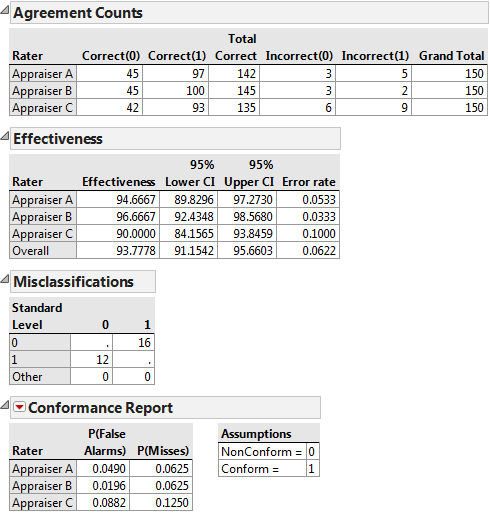 Agreement Counts
Total
Rater Correct(0) Correct(1) Correct Incorrect(0) Incorrect(1) Grand Total
Appraiser A 45 97 142 3 5 150
Appraiser B 45 100 145 3 2 150
Appraiser C 42 93 135 6 9 150
Effectiveness
95% 95%
Rater Effectiveness Lower CI Upper CI Error rate
Appraiser A 94.6667 89.8296 97.2730 0.0533
Appraiser B 96.6667 92.4348 98.5680 0.0333
Appraiser C 90.0000 84.1565 93.8459 0.1000
Overall 93.7778 91.1542 95.6603 0.0622
Misclassifications
Standard
Level 0 1
0 . 16
1 12 .
Other 0 0
Conformance Report
P(False
Rater Alarms) P(Misses)
Appraiser A 0.0490 0.0625
Appraiser B 0.0196 0.0625
Appraiser C 0.0882 0.1250
Assumptions
NonConform = 0
Conform = 1